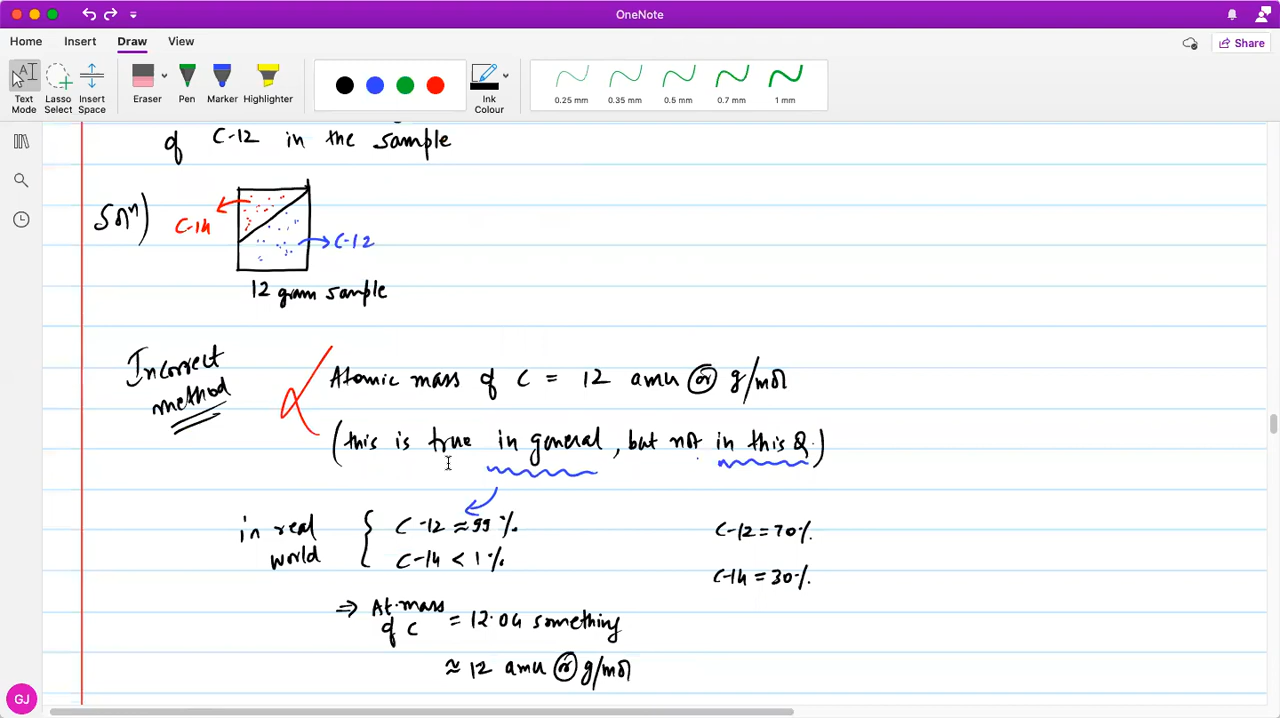 OneNote
Home Insert Draw View
Share
Text Mode
Lasso Select
Insert Space
Eraser
Pen
Marker
Highlighter
Ink Colour
0.25 mm
0.35 mm
0.5 mm
0.7 mm
1 mm
of C-12 in the sample
Solⁿ)
C-14
C-12
12 gram sample
Incorrect method
Atomic mass of C = 12 amu or g/mol
(this is true in general, but not in this Q.)
in real world
C-12 ≈ 99 %
C-14 < 1 %
C-12 = 70%.
C-14 = 30%.
⇒ At. mass of C = 12.04 something
≈ 12 amu or g/mol
GJ